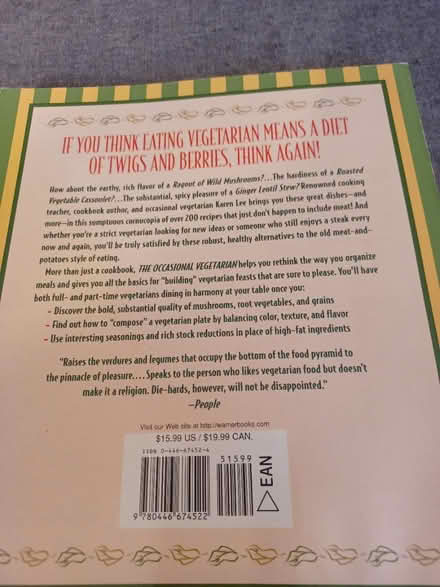 IF YOU THINK EATING VEGETARIAN MEANS A DIET
OF TWIGS AND BERRIES, THINK AGAIN!
How about the earthy, rich flavor of a Ragout of Wild Mushrooms?...The hardiness of a Roasted
Vegetable Cassoulet?...The substantial, spicy pleasure of a Ginger Lentil Stew? Renowned cooking
teacher, cookbook author, and occasional vegetarian Karen Lee brings you these great dishes—and
more—in this sumptuous cornucopia of over 200 recipes that just don't happen to include meat! And
whether you're a strict vegetarian looking for new ideas or someone who still enjoys a steak every
now and again, you'll be truly satisfied by these robust, healthy alternatives to the old meat-and-
potatoes style of eating.
More than just a cookbook, THE OCCASIONAL VEGETARIAN helps you rethink the way you organize
meals and gives you all the basics for "building" vegetarian feasts that are sure to please. You'll have
both full- and part-time vegetarians dining in harmony at your table once you:
- Discover the bold, substantial quality of mushrooms, root vegetables, and grains
- Find out how to "compose" a vegetarian plate by balancing color, texture, and flavor
- Use interesting seasonings and rich stock reductions in place of high-fat ingredients
"Raises the verdures and legumes that occupy the bottom of the food pyramid to
the pinnacle of pleasure....Speaks to the person who likes vegetarian food but doesn't
make it a religion. Die-hards, however, will not be disappointed."
—People
Visit our Web site at http://warnerbooks.com
$15.99 US / $19.99 CAN.
ISBN 0-446-67452-4
51599
EAN
9 780446 674522